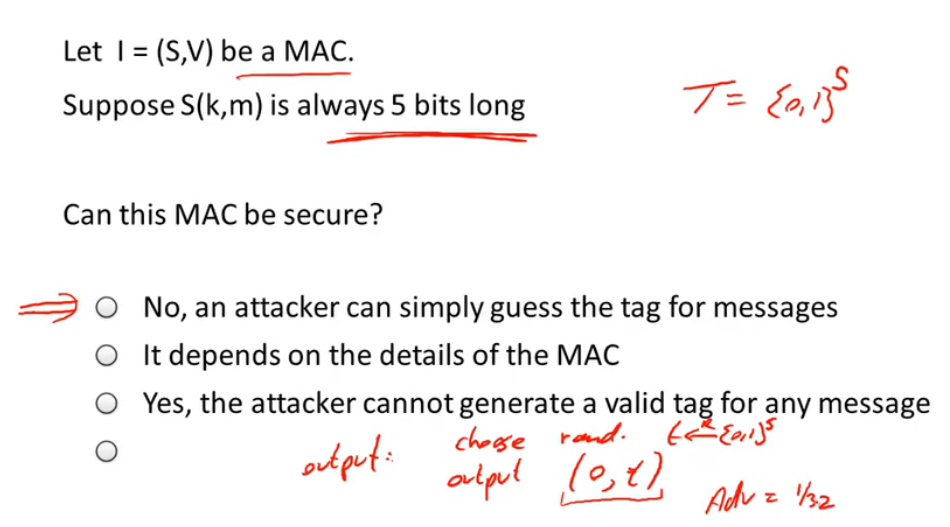 Let I = (S,V) be a MAC.
Suppose S(k,m) is always 5 bits long
T = {0,1}⁵
Can this MAC be secure?
⇒ No, an attacker can simply guess the tag for messages
It depends on the details of the MAC
Yes, the attacker cannot generate a valid tag for any message
output: choose rand. t ←ᴿ {0,1}⁵
output (0,t)
Adv = 1/32